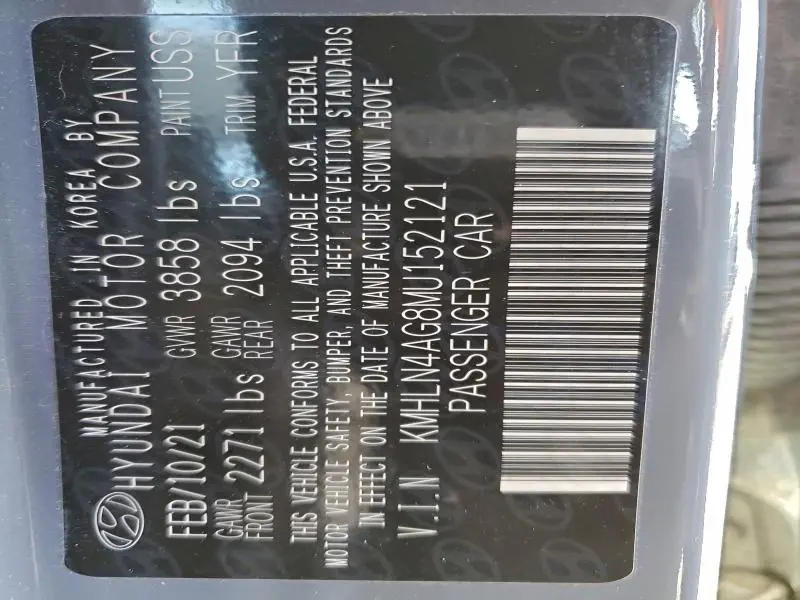 MANUFACTURED IN KOREA BY
HYUNDAI MOTOR COMPANY
FEB/10/21 GVWR 3858 lbs PAINT USS
GAWR FRONT 2271 lbs GAWR REAR 2094 lbs TRIM YFR
THIS VEHICLE CONFORMS TO ALL APPLICABLE U.S.A. FEDERAL
MOTOR VEHICLE SAFETY, BUMPER, AND THEFT PREVENTION STANDARDS
IN EFFECT ON THE DATE OF MANUFACTURE SHOWN ABOVE
V.I.N KMHLN4AG8MU152121
PASSENGER CAR